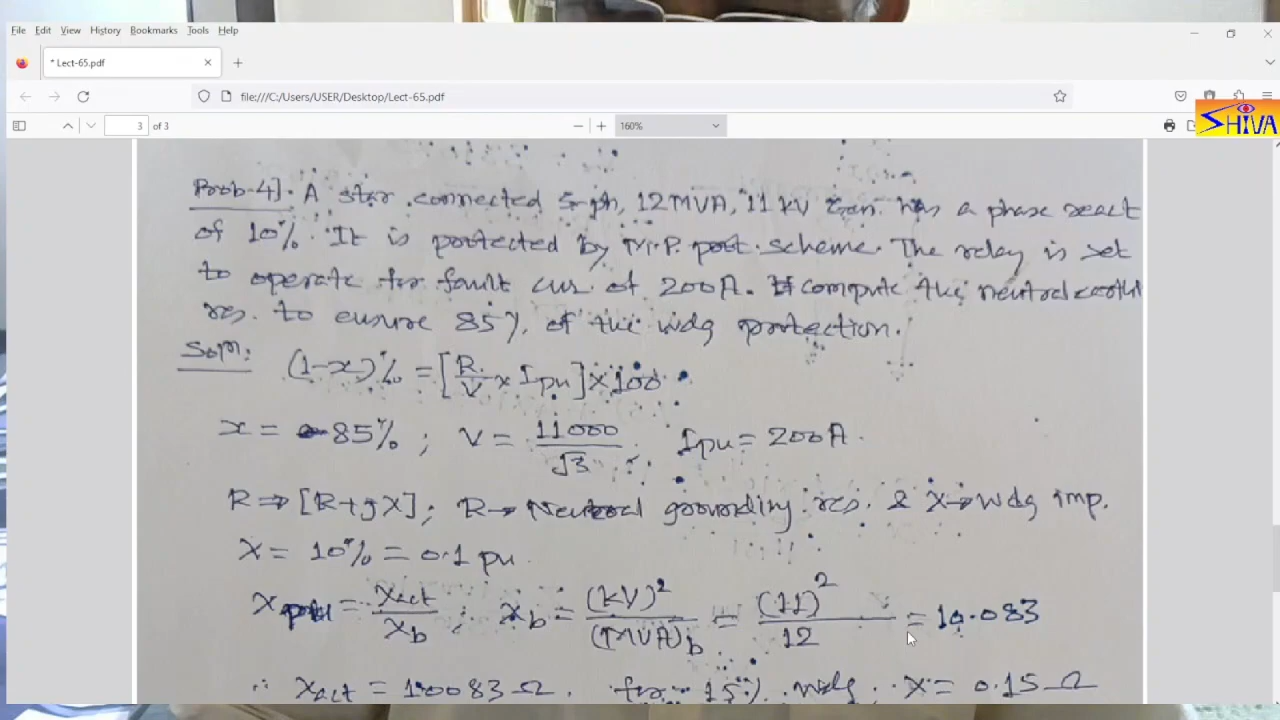 File Edit View History Bookmarks Tools Help
* Lect-65.pdf
file:///C:/Users/USER/Desktop/Lect-65.pdf
3 of 3
160%
SHIVA
Prob-4]. A star connected 3-ph, 12MVA, 11 kV Gen. has a phase react
of 10%. It is protected by M.P. prot. scheme. The relay is set
to operate for fault cur. of 200A. compute the neutral earth
res. to ensure 85% of the wdg protection.
Soln:
(1-x)% = [R/V × Ipu] × 100
x = 85% ; V = 11000/√3 ; Ipu = 200A.
R ⇒ [R+jX]; R → Neutral grounding res. & X → Wdg imp.
X = 10% = 0.1 pu.
Xpu = Xact/Xb ; Xb = (kV)²/(MVA)b = (11)²/12 = 10.083
∴ Xact = 1.0083 Ω. for 15% wdg. X = 0.15 Ω